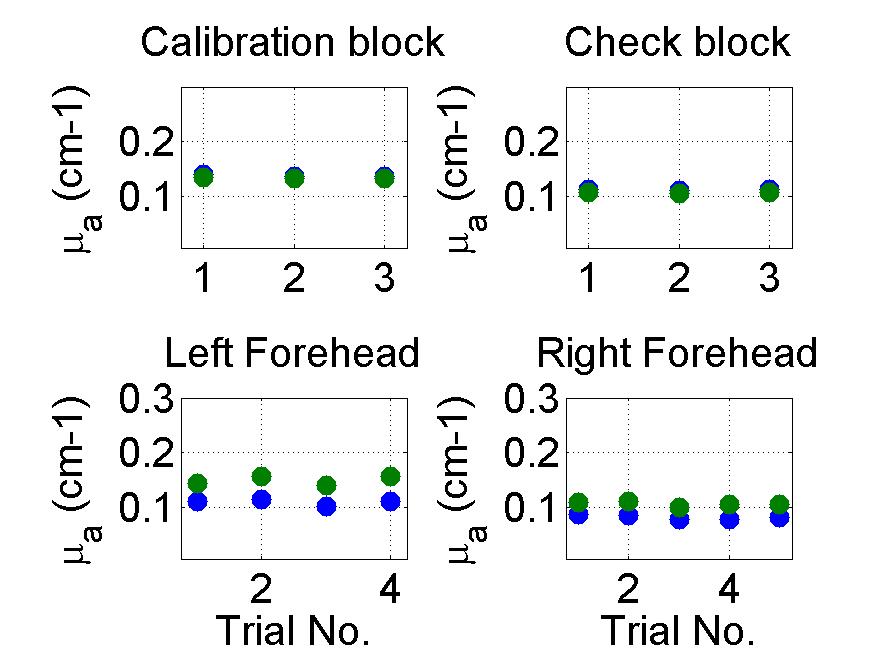 Calibration block
Check block
μa (cm-1)
0.2
0.1
1 2 3
μa (cm-1)
0.2
0.1
1 2 3
Left Forehead
Right Forehead
μa (cm-1)
0.3
0.2
0.1
2 4
Trial No.
μa (cm-1)
0.3
0.2
0.1
2 4
Trial No.